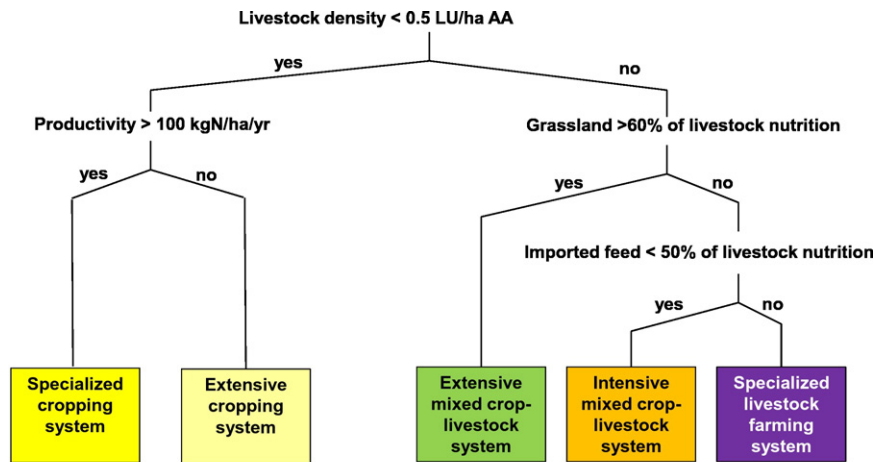 Livestock density < 0.5 LU/ha AA
yes
no
Productivity > 100 kgN/ha/yr
Grassland >60% of livestock nutrition
yes
no
yes
no
Imported feed < 50% of livestock nutrition
yes
no
Specialized
cropping
system
Extensive
cropping
system
Extensive
mixed crop-
livestock
system
Intensive
mixed crop-
livestock
system
Specialized
livestock
farming
system